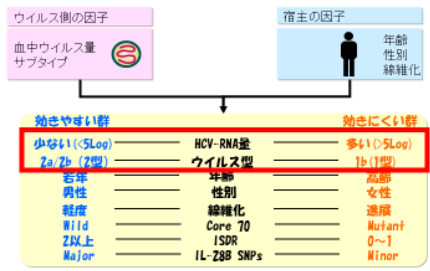 ウイルス側の因子
血中ウイルス量
サブタイプ
宿主の因子
年齢
性別
線維化
効きやすい群 効きにくい群
少ない(<5Log) HCV-RNA量 多い(>5Log)
2a/2b (2型) ウイルス型 1b(1型)
若年 年齢 高齢
男性 性別 女性
軽度 線維化 進展
Wild Core 70 Mutant
2以上 ISDR 0〜1
Major IL-28B SNPs Minor